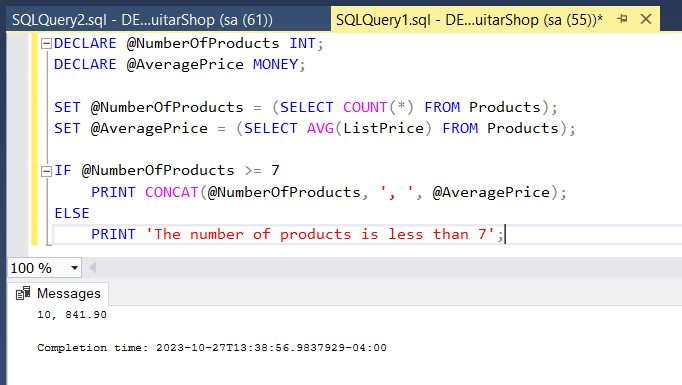 SQLQuery2.sql - DE...uitarShop (sa (61)) SQLQuery1.sql - DE...uitarShop (sa (55))*
DECLARE @NumberOfProducts INT;
DECLARE @AveragePrice MONEY;
SET @NumberOfProducts = (SELECT COUNT(*) FROM Products);
SET @AveragePrice = (SELECT AVG(ListPrice) FROM Products);
IF @NumberOfProducts >= 7
PRINT CONCAT(@NumberOfProducts, ', ', @AveragePrice);
ELSE
PRINT 'The number of products is less than 7';
100 %
Messages
10, 841.90
Completion time: 2023-10-27T13:38:56.9837929-04:00